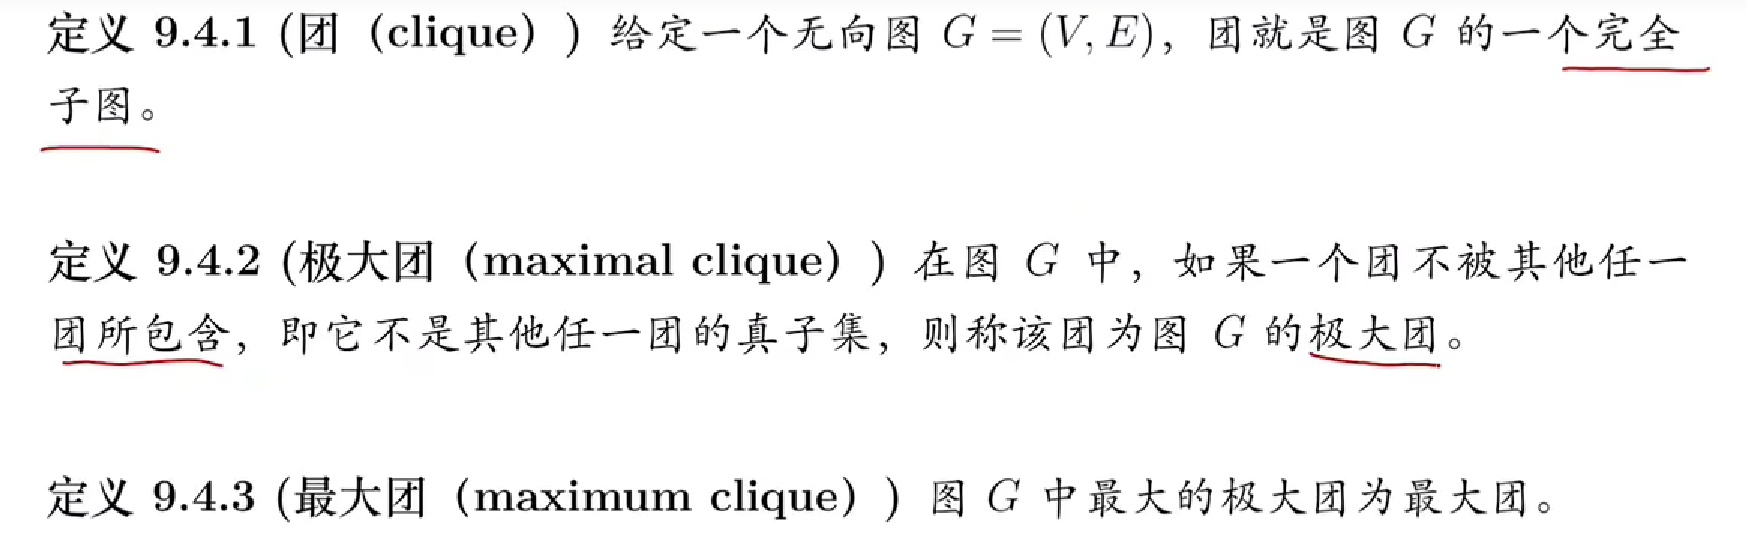 定义 9.4.1 (团（clique）) 给定一个无向图 G = (V, E)，团就是图 G 的一个完全
子图。
定义 9.4.2 (极大团（maximal clique）) 在图 G 中，如果一个团不被其他任一
团所包含，即它不是其他任一团的真子集，则称该团为图 G 的极大团。
定义 9.4.3 (最大团（maximum clique）) 图 G 中最大的极大团为最大团。